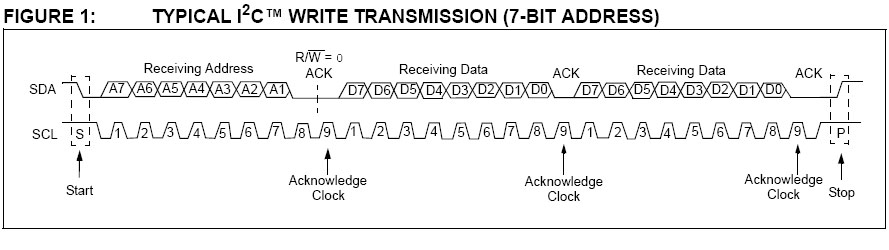 FIGURE 1: TYPICAL I²C™ WRITE TRANSMISSION (7-BIT ADDRESS)
R/W̅ = 0
Receiving Address ACK Receiving Data ACK Receiving Data ACK
SDA A7 A6 A5 A4 A3 A2 A1 D7 D6 D5 D4 D3 D2 D1 D0 D7 D6 D5 D4 D3 D2 D1 D0
SCL S 1 2 3 4 5 6 7 8 9 1 2 3 4 5 6 7 8 9 1 2 3 4 5 6 7 8 9 P
Start
Acknowledge
Clock
Acknowledge
Clock
Acknowledge
Clock
Stop